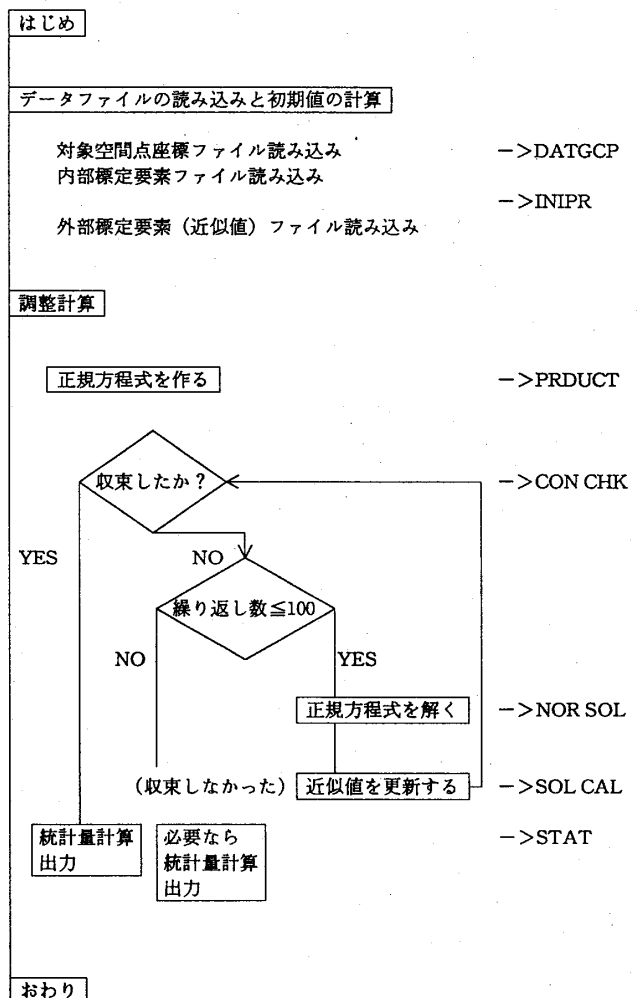 はじめ
データファイルの読み込みと初期値の計算
対象空間点座標ファイル読み込み —>DATGCP
内部標定要素ファイル読み込み
—>INIPR
外部標定要素（近似値）ファイル読み込み
調整計算
正規方程式を作る —>PRDUCT
収束したか？ —>CON CHK
YES
NO
繰り返し数≦100
NO
YES
正規方程式を解く —>NOR SOL
（収束しなかった） 近似値を更新する —>SOL CAL
統計量計算
出力
必要なら
統計量計算
出力
—>STAT
おわり